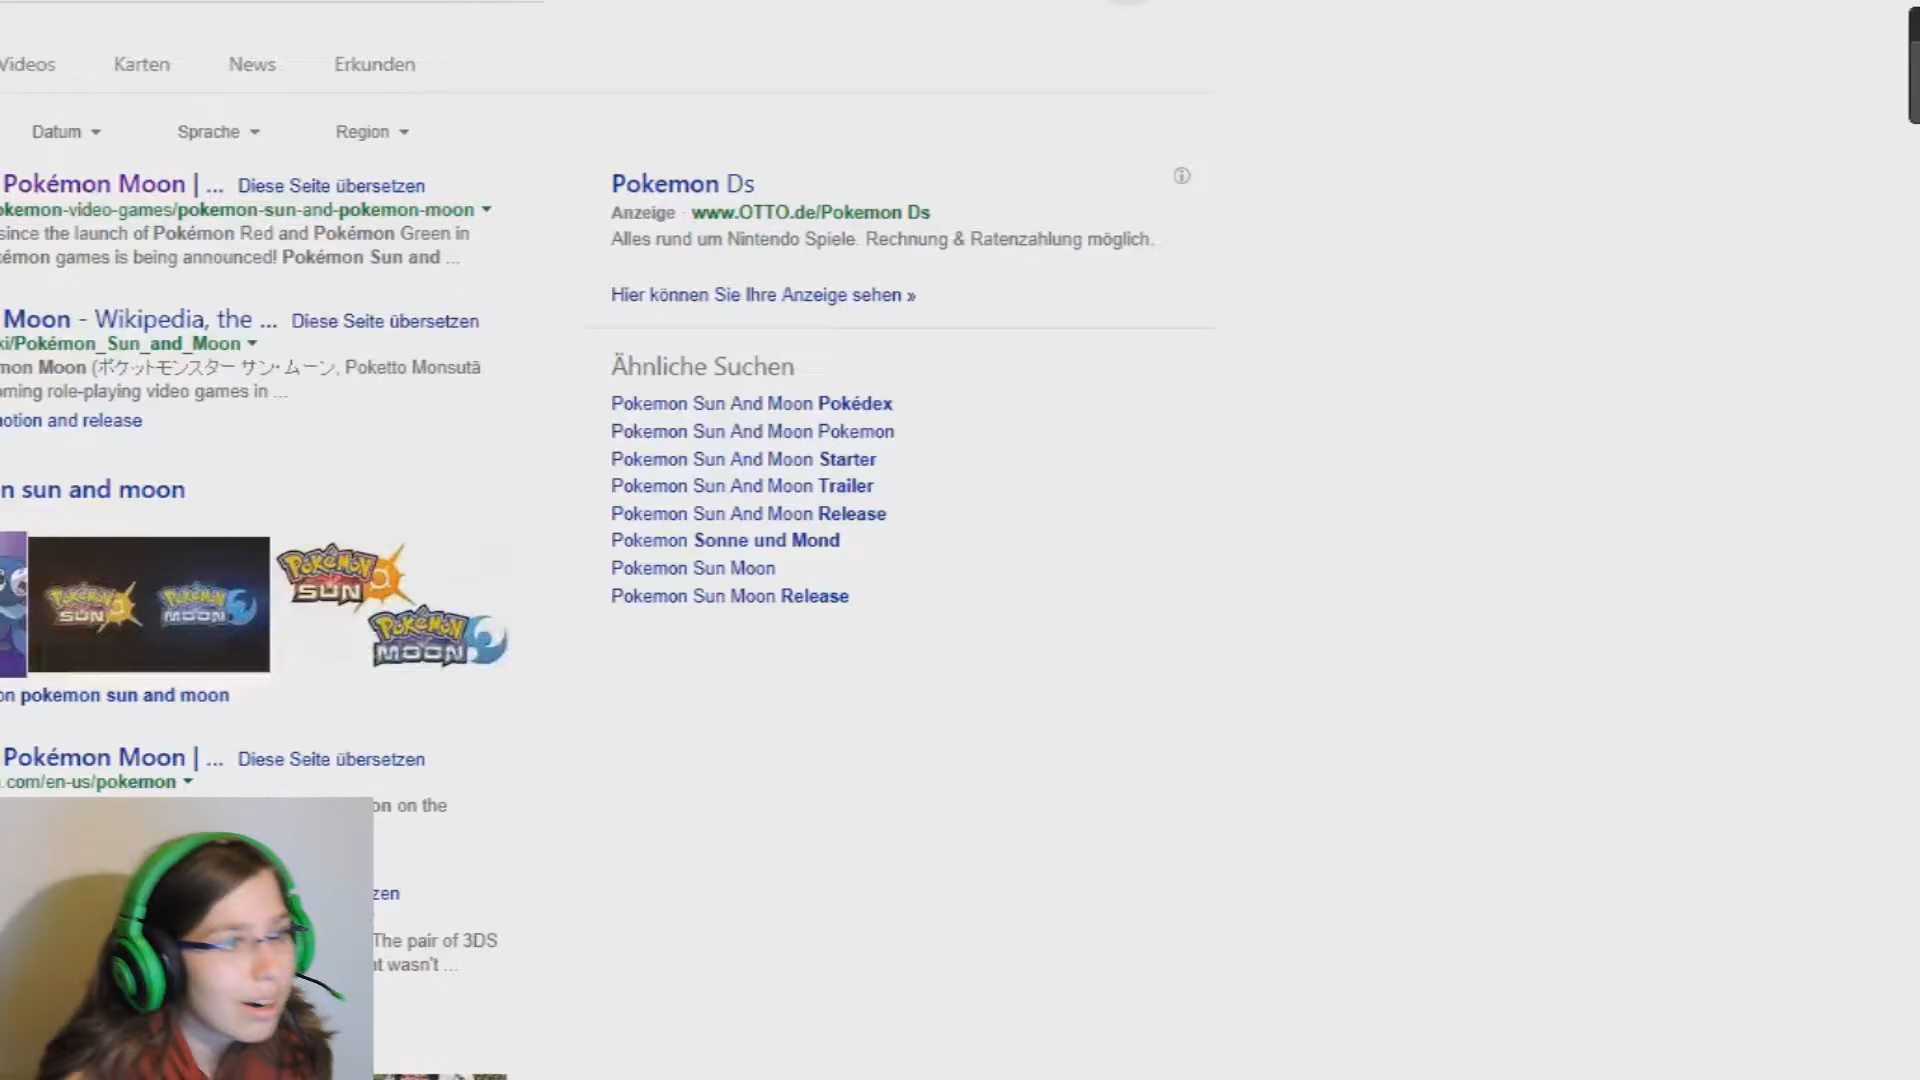 Videos Karten News Erkunden
Datum Sprache Region
Pokémon Moon | ... Diese Seite übersetzen
okemon-video-games/pokemon-sun-and-pokemon-moon
since the launch of Pokémon Red and Pokémon Green in
émon games is being announced! Pokémon Sun and ...
Moon - Wikipedia, the ... Diese Seite übersetzen
ki/Pokémon_Sun_and_Moon
mon Moon (ポケットモンスター サン・ムーン, Poketto Monsutā
oming role-playing video games in ...
notion and release
n sun and moon
POKéMON SUN
POKéMON MOON
POKéMON SUN
POKéMON MOON
on pokemon sun and moon
Pokémon Moon | ... Diese Seite übersetzen
.com/en-us/pokemon
on on the
zen
The pair of 3DS
it wasn't ...
Pokemon Ds
Anzeige · www.OTTO.de/Pokemon Ds
Alles rund um Nintendo Spiele. Rechnung & Ratenzahlung möglich.
Hier können Sie Ihre Anzeige sehen »
Ähnliche Suchen
Pokemon Sun And Moon Pokédex
Pokemon Sun And Moon Pokemon
Pokemon Sun And Moon Starter
Pokemon Sun And Moon Trailer
Pokemon Sun And Moon Release
Pokemon Sonne und Mond
Pokemon Sun Moon
Pokemon Sun Moon Release